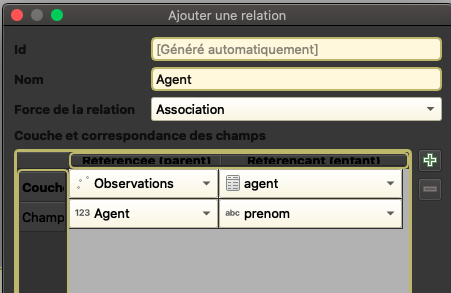 Ajouter une relation
Id [Généré automatiquement]
Nom Agent
Force de la relation Association
Couche et correspondance des champs
Référencée (parent) Référençant (enfant)
Couche Observations agent
Champ 123 Agent abc prenom